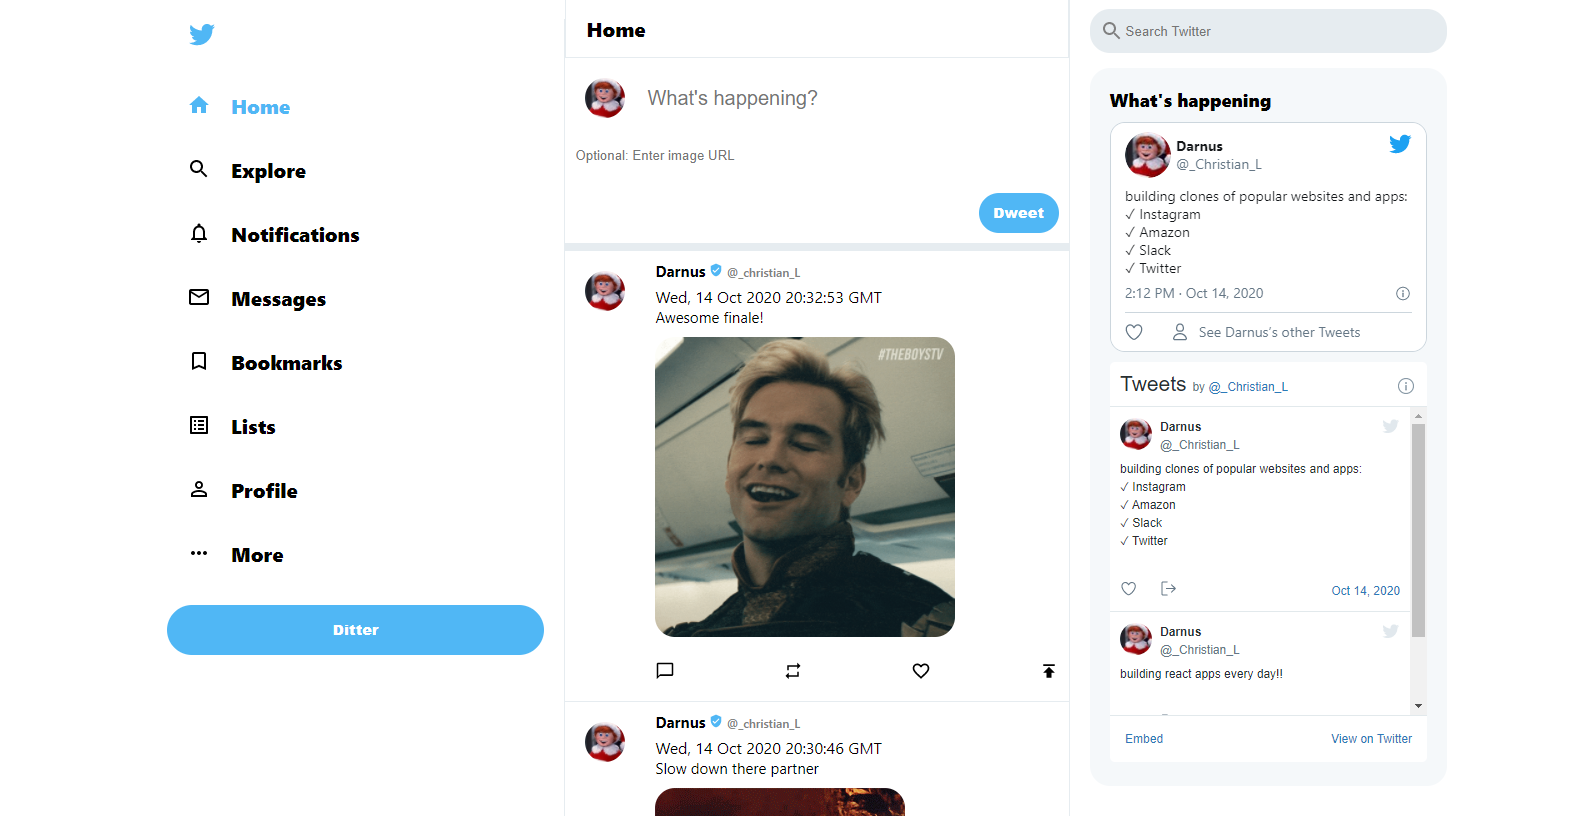 Home
Explore
Notifications
Messages
Bookmarks
Lists
Profile
More
Ditter
Home
What's happening?
Optional: Enter image URL
Dweet
Darnus @_christian_L
Wed, 14 Oct 2020 20:32:53 GMT
Awesome finale!
#THEBOYSTV
Darnus @_christian_L
Wed, 14 Oct 2020 20:30:46 GMT
Slow down there partner
Search Twitter
What's happening
Darnus
@_Christian_L
building clones of popular websites and apps:
✓ Instagram
✓ Amazon
✓ Slack
✓ Twitter
2:12 PM · Oct 14, 2020
See Darnus's other Tweets
Tweets by @_Christian_L
Darnus
@_Christian_L
building clones of popular websites and apps:
✓ Instagram
✓ Amazon
✓ Slack
✓ Twitter
Oct 14, 2020
Darnus
@_Christian_L
building react apps every day!!
Embed
View on Twitter